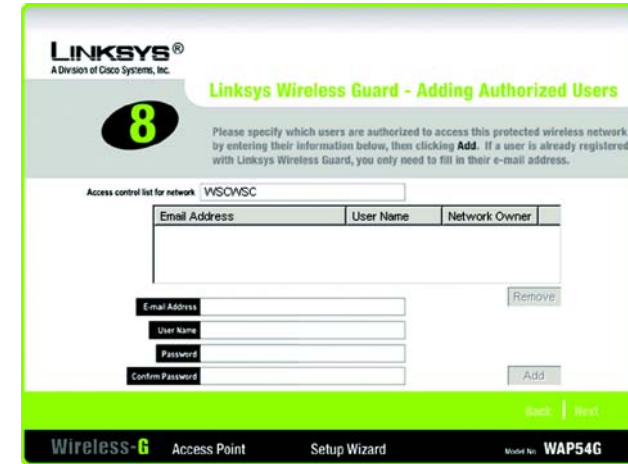 LINKSYS®
A Division of Cisco Systems, Inc.
Linksys Wireless Guard - Adding Authorized Users
8
Please specify which users are authorized to access this protected wireless network
by entering their information below, then clicking Add. If a user is already registered
with Linksys Wireless Guard, you only need to fill in their e-mail address.
Access control list for network WSCWSC
Email Address User Name Network Owner
Remove
E-mail Address
User Name
Password
Confirm Password
Add
Back Next
Wireless-G Access Point Setup Wizard Model No. WAP54G